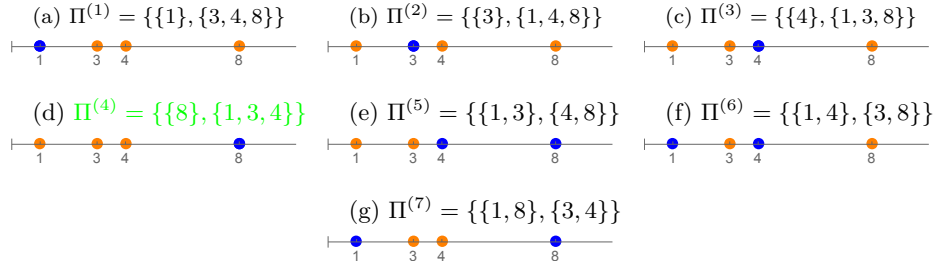 (a) Π^(1) = {{1}, {3, 4, 8}} (b) Π^(2) = {{3}, {1, 4, 8}} (c) Π^(3) = {{4}, {1, 3, 8}}
1 3 4 8 1 3 4 8 1 3 4 8
(d) Π^(4) = {{8}, {1, 3, 4}} (e) Π^(5) = {{1, 3}, {4, 8}} (f) Π^(6) = {{1, 4}, {3, 8}}
1 3 4 8 1 3 4 8 1 3 4 8
(g) Π^(7) = {{1, 8}, {3, 4}}
1 3 4 8